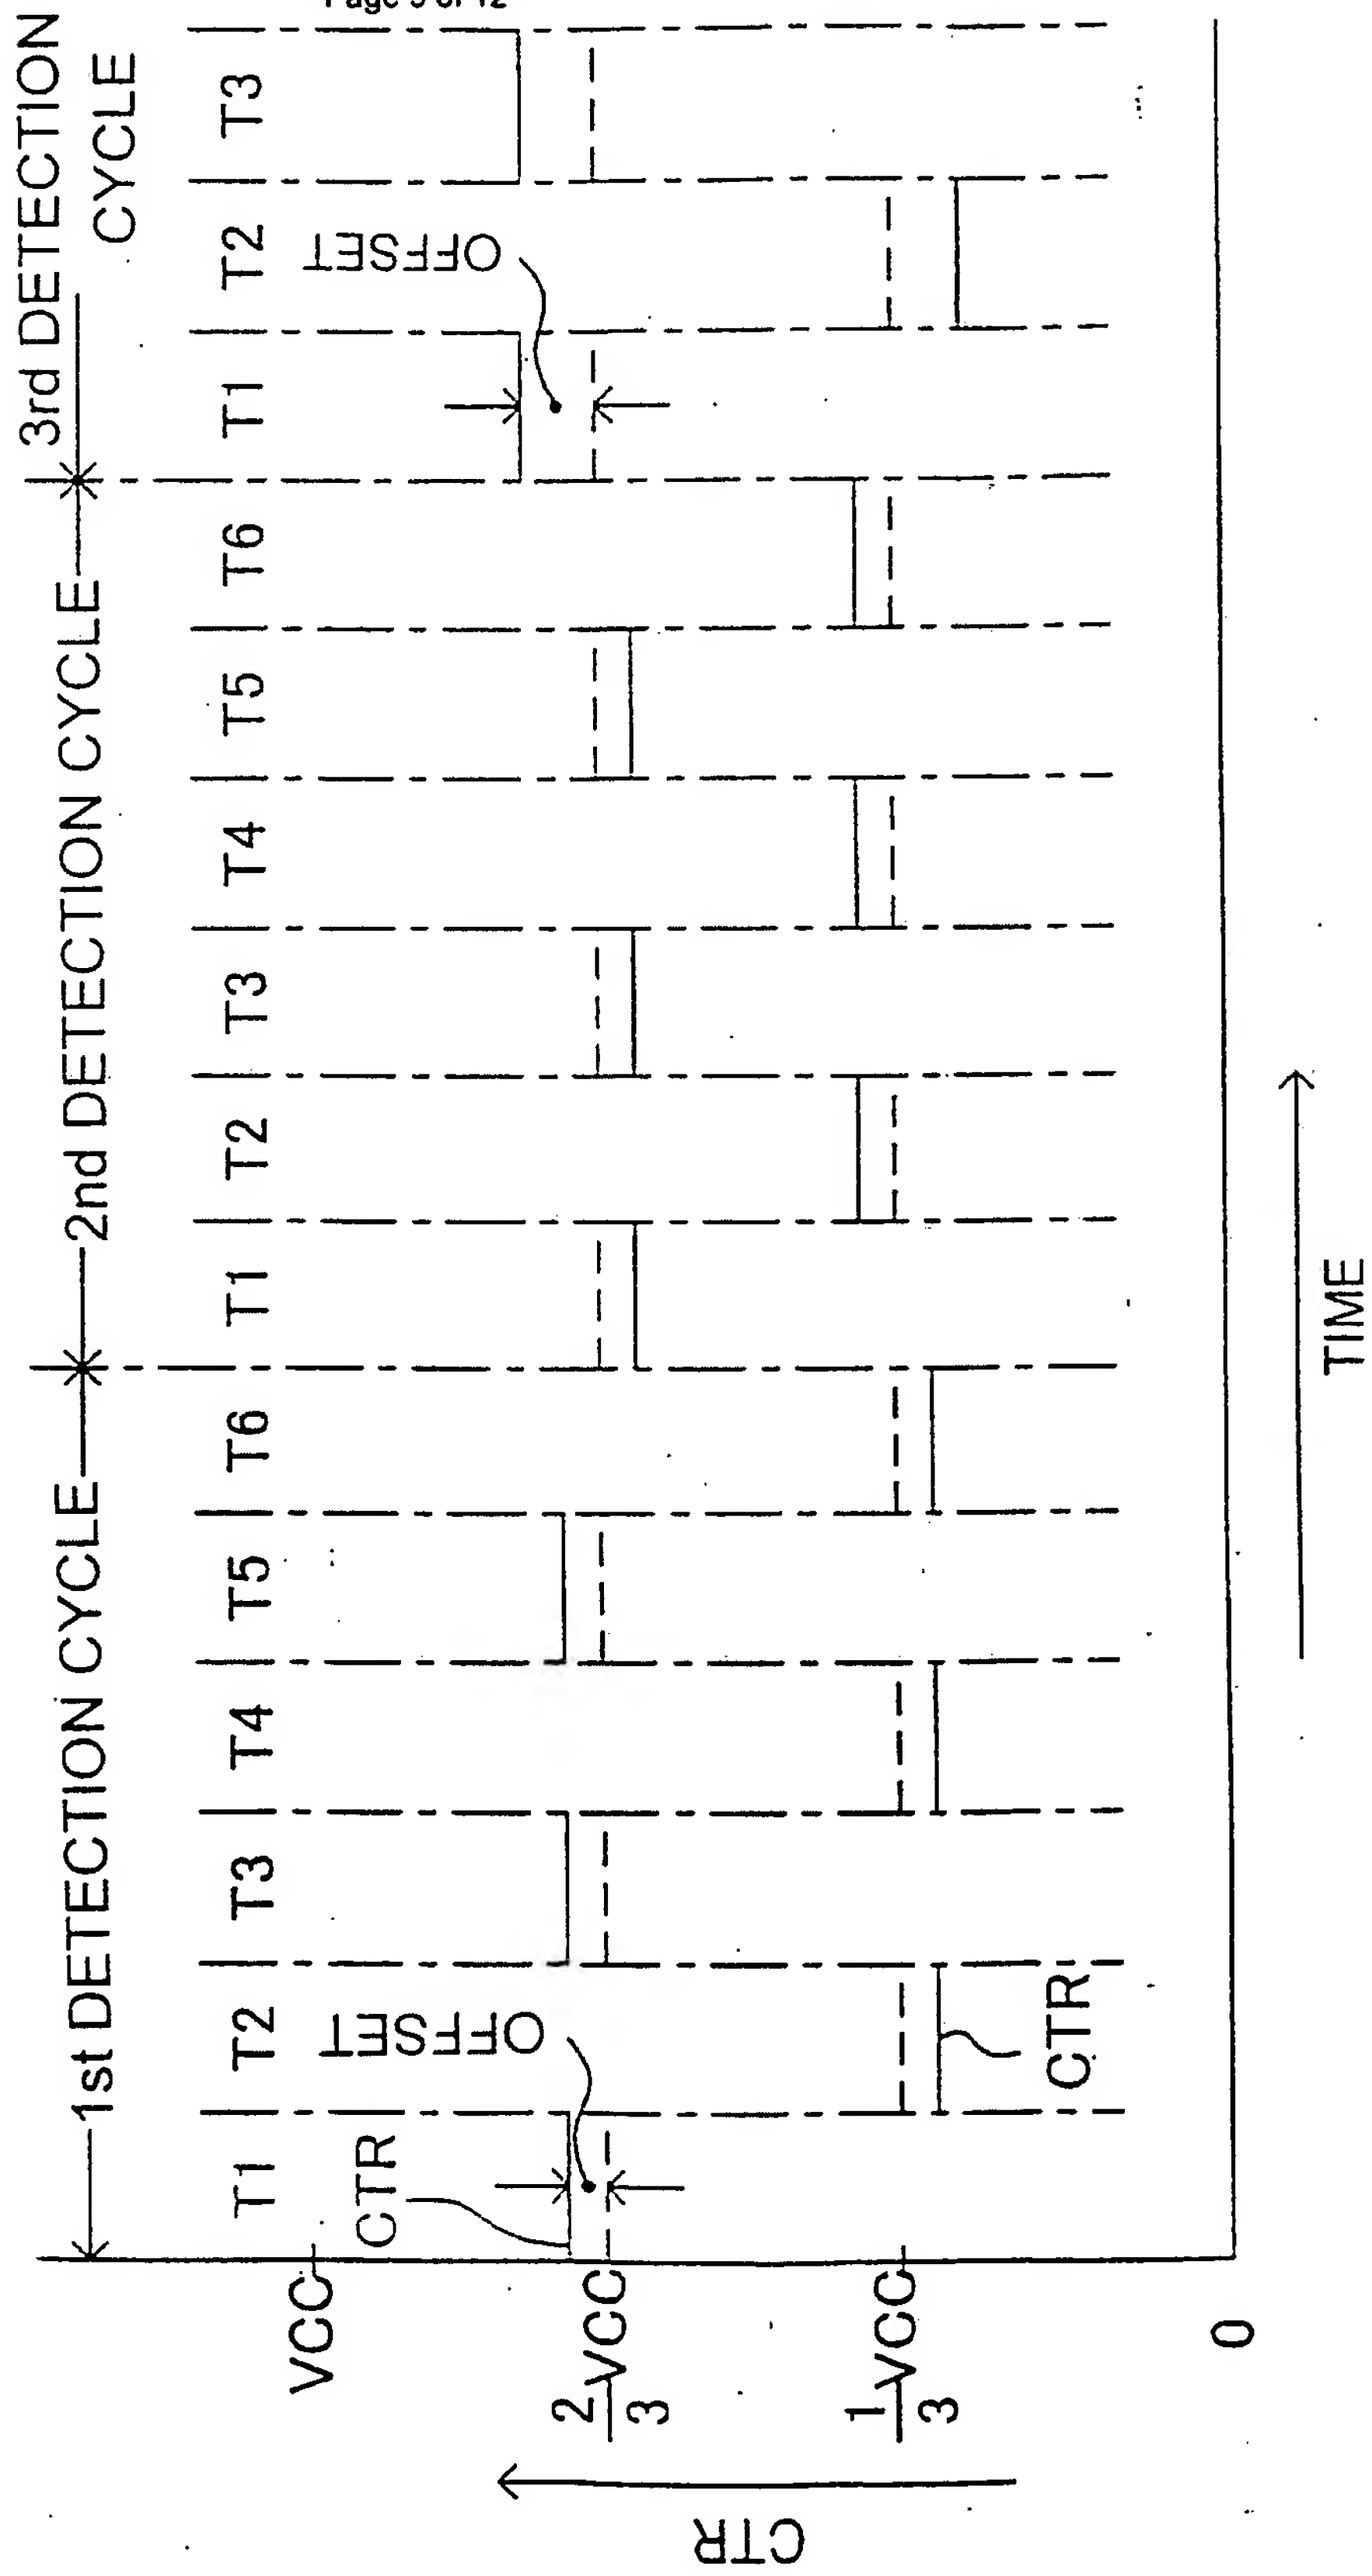 Page 9 of 12
1st DETECTION CYCLE
2nd DETECTION CYCLE
3rd DETECTION
CYCLE
T1 T2 T3 T4 T5 T6 T1 T2 T3 T4 T5 T6 T1 T2 T3
VCC
CTR
OFFSET
OFFSET
2/3 VCC
1/3 VCC
CTR
0
CTR
TIME